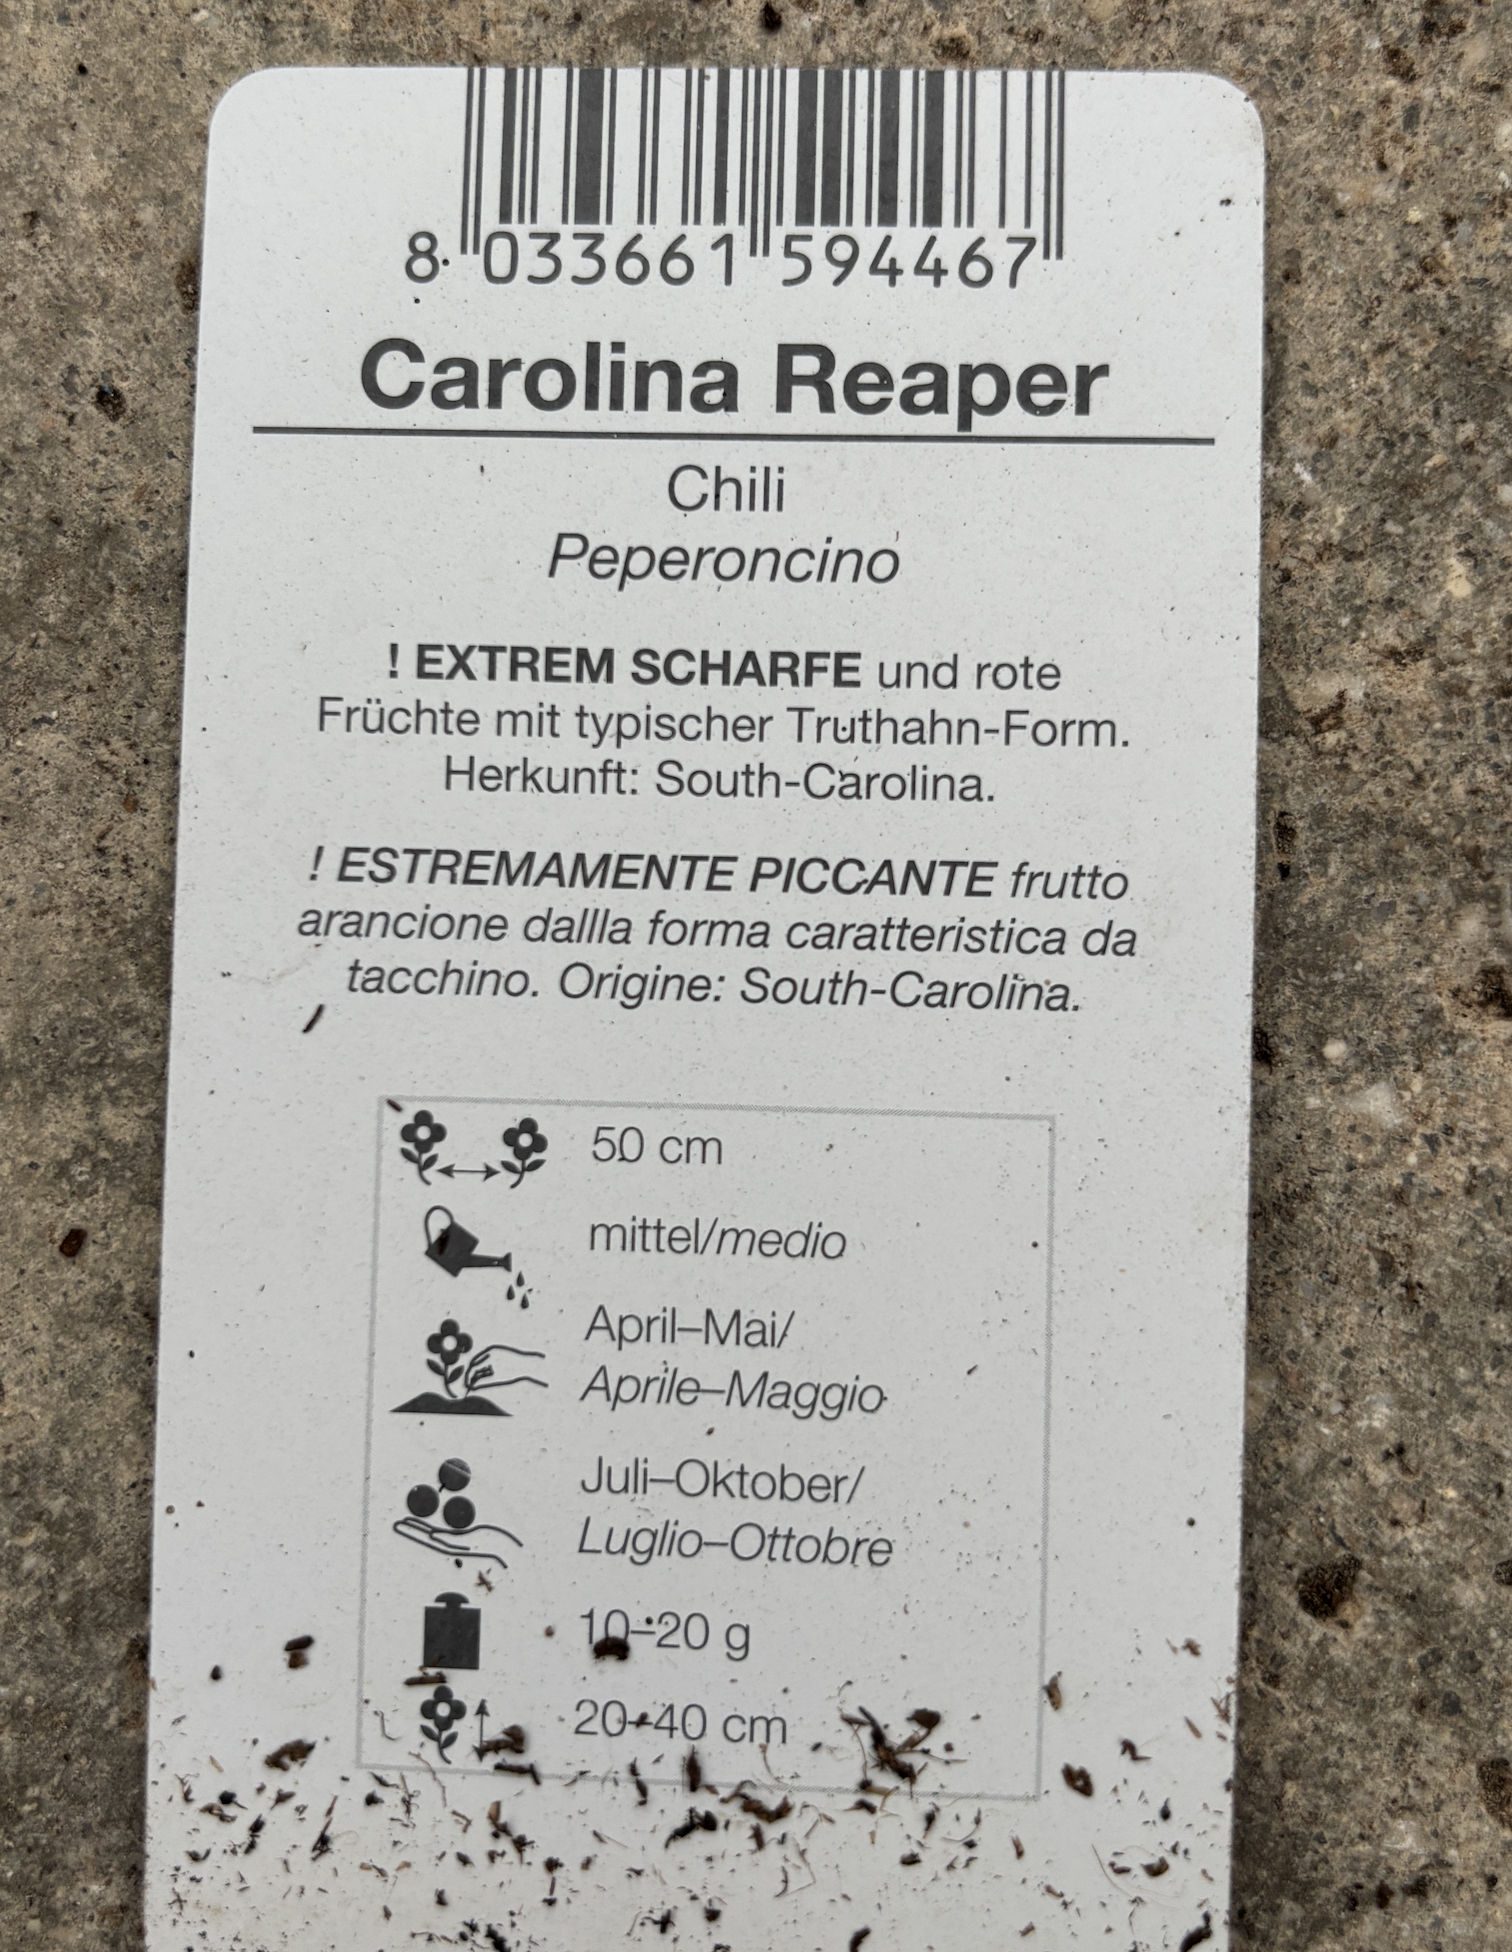 8 033661 594467
Carolina Reaper
Chili
Peperoncino
! EXTREM SCHARFE und rote
Früchte mit typischer Truthahn-Form.
Herkunft: South-Carolina.
! ESTREMAMENTE PICCANTE frutto
arancione dallla forma caratteristica da
tacchino. Origine: South-Carolina.
50 cm
mittel/medio
April–Mai/
Aprile–Maggio
Juli–Oktober/
Luglio–Ottobre
10–20 g
20–40 cm